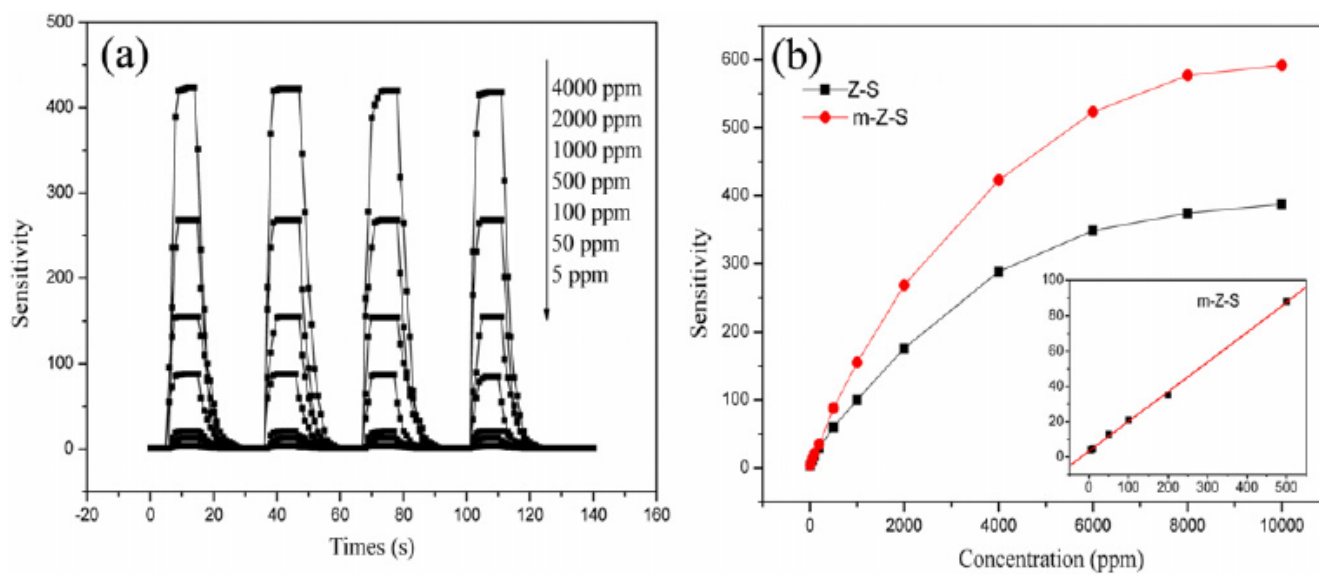 (a)
500
400
300
200
100
0
Sensitivity
4000 ppm
2000 ppm
1000 ppm
500 ppm
100 ppm
50 ppm
5 ppm
-20 0 20 40 60 80 100 120 140 160
Times (s)
(b)
600
500
400
300
200
100
0
Sensitivity
Z-S
m-Z-S
m-Z-S
100
80
60
40
20
0
0 100 200 300 400 500
0 2000 4000 6000 8000 10000
Concentration (ppm)